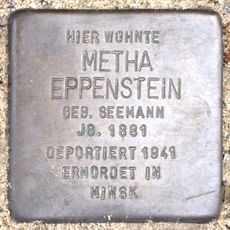 HIER WOHNTE
METHA
EPPENSTEIN
GEB. SEEMANN
JG. 1881
DEPORTIERT 1941
ERMORDET IN
MINSK